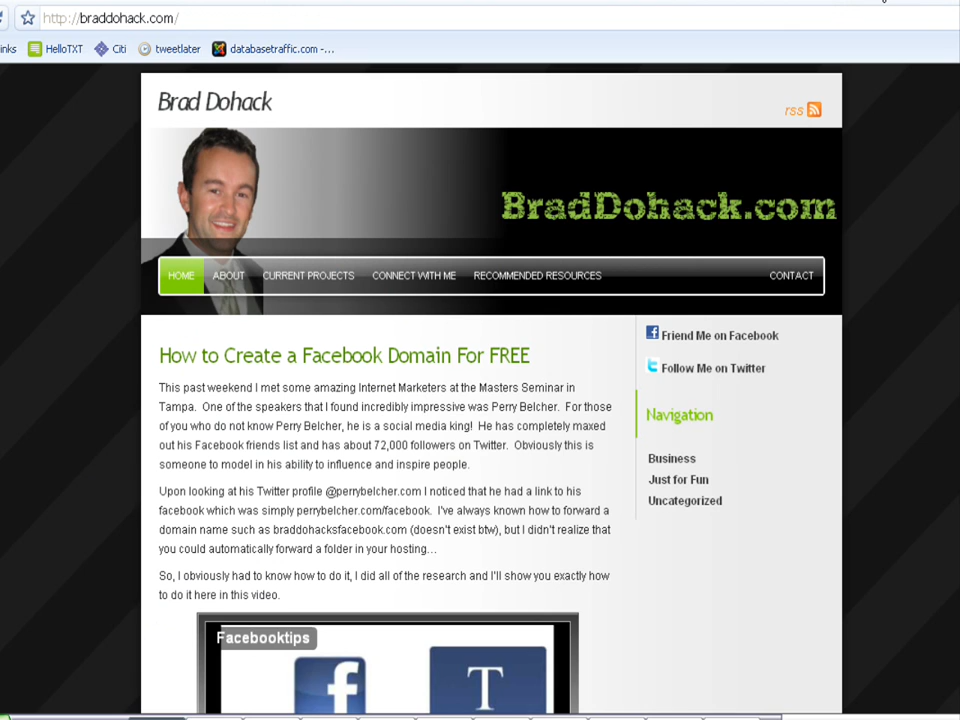 http://braddohack.com/
inks HelloTXT Citi tweetlater databasetraffic.com -...
Brad Dohack
rss
BradDohack.com
HOME ABOUT CURRENT PROJECTS CONNECT WITH ME RECOMMENDED RESOURCES CONTACT
How to Create a Facebook Domain For FREE
This past weekend I met some amazing Internet Marketers at the Masters Seminar in
Tampa. One of the speakers that I found incredibly impressive was Perry Belcher. For those
of you who do not know Perry Belcher, he is a social media king! He has completely maxed
out his Facebook friends list and has about 72,000 followers on Twitter. Obviously this is
someone to model in his ability to influence and inspire people.
Upon looking at his Twitter profile @perrybelcher.com I noticed that he had a link to his
facebook which was simply perrybelcher.com/facebook. I've always known how to forward a
domain name such as braddohacksfacebook.com (doesn't exist btw), but I didn't realize that
you could automatically forward a folder in your hosting...
So, I obviously had to know how to do it, I did all of the research and I'll show you exactly how
to do it here in this video.
Facebooktips
f T
Friend Me on Facebook
Follow Me on Twitter
Navigation
Business
Just for Fun
Uncategorized